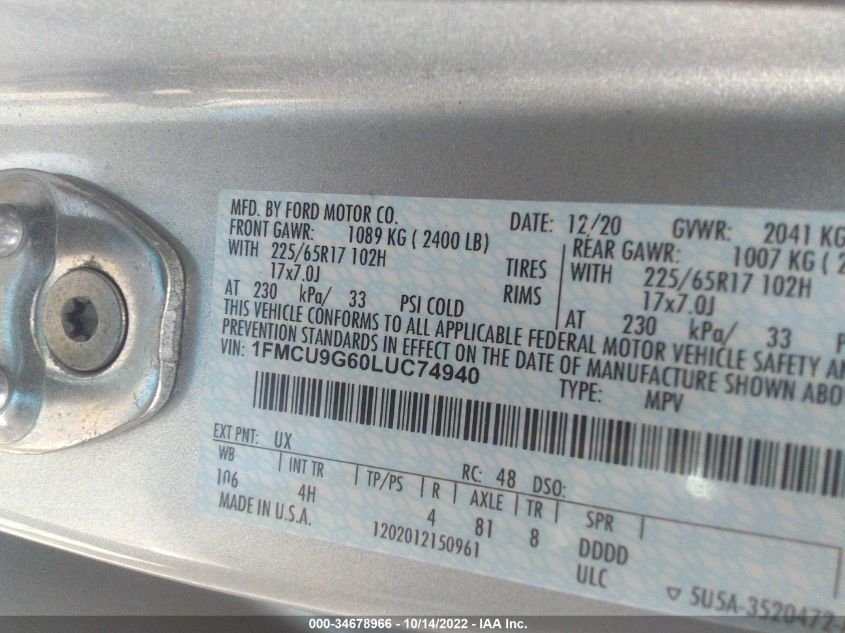 MFD. BY FORD MOTOR CO. DATE: 12/20 GVWR: 2041 KG
FRONT GAWR: 1089 KG ( 2400 LB) REAR GAWR: 1007 KG ( 2
WITH 225/65R17 102H TIRES WITH 225/65R17 102H
17x7.0J RIMS 17x7.0J
AT 230 kPa/ 33 PSI COLD AT 230 kPa/ 33 PS
THIS VEHICLE CONFORMS TO ALL APPLICABLE FEDERAL MOTOR VEHICLE SAFETY AN
PREVENTION STANDARDS IN EFFECT ON THE DATE OF MANUFACTURE SHOWN ABO
VIN: 1FMCU9G60LUC74940 TYPE: MPV
EXT PNT: UX RC: 48 DSO:
WB INT TR TP/PS R AXLE TR SPR
106 4H 4 81 8 DDDD
MADE IN U.S.A. 1202012150961 ULC
▽ 5U5A-3520472-
000-34678966 - 10/14/2022 - IAA Inc.